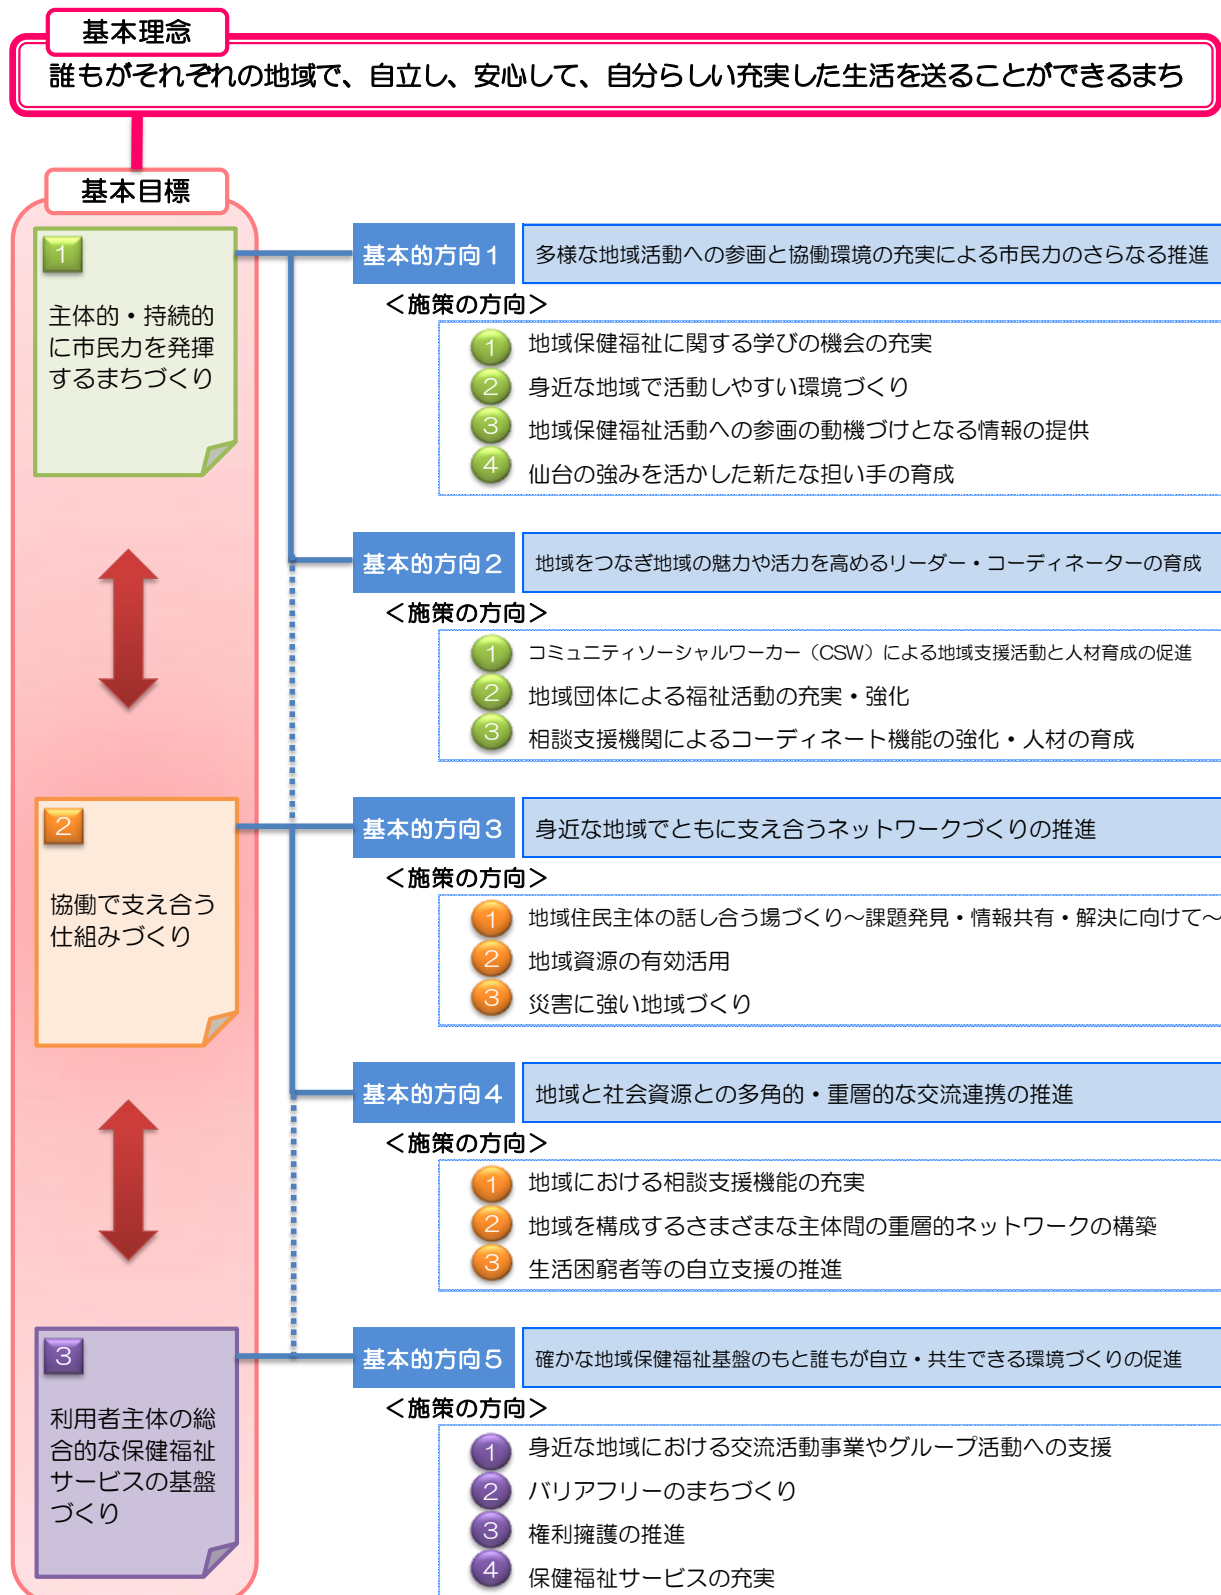 基本理念
誰もがそれぞれの地域で、自立し、安心して、自分らしい充実した生活を送ることができるまち
基本目標
1
主体的・持続的
に市民力を発揮
するまちづくり
基本的方向1
多様な地域活動への参画と協働環境の充実による市民力のさらなる推進
＜施策の方向＞
1 地域保健福祉に関する学びの機会の充実
2 身近な地域で活動しやすい環境づくり
3 地域保健福祉活動への参画の動機づけとなる情報の提供
4 仙台の強みを活かした新たな担い手の育成
基本的方向2
地域をつなぎ地域の魅力や活力を高めるリーダー・コーディネーターの育成
＜施策の方向＞
1 コミュニティソーシャルワーカー（CSW）による地域支援活動と人材育成の促進
2 地域団体による福祉活動の充実・強化
3 相談支援機関によるコーディネート機能の強化・人材の育成
2
協働で支え合う
仕組みづくり
基本的方向3
身近な地域でともに支え合うネットワークづくりの推進
＜施策の方向＞
1 地域住民主体の話し合う場づくり～課題発見・情報共有・解決に向けて～
2 地域資源の有効活用
3 災害に強い地域づくり
基本的方向4
地域と社会資源との多角的・重層的な交流連携の推進
＜施策の方向＞
1 地域における相談支援機能の充実
2 地域を構成するさまざまな主体間の重層的ネットワークの構築
3 生活困窮者等の自立支援の推進
3
利用者主体の総
合的な保健福祉
サービスの基盤
づくり
基本的方向5
確かな地域保健福祉基盤のもと誰もが自立・共生できる環境づくりの促進
＜施策の方向＞
1 身近な地域における交流活動事業やグループ活動への支援
2 バリアフリーのまちづくり
3 権利擁護の推進
4 保健福祉サービスの充実